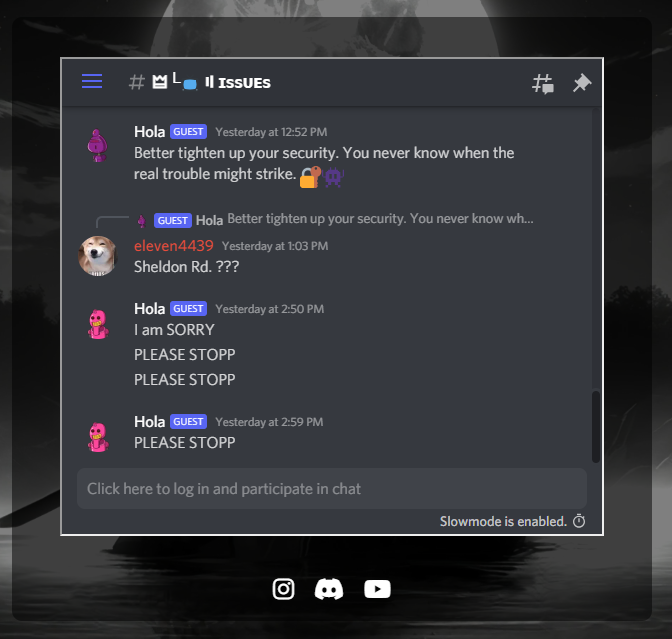 # L ıl IssUEs
Hola GUEST Yesterday at 12:52 PM
Better tighten up your security. You never know when the
real trouble might strike.
GUEST Hola Better tighten up your security. You never know wh...
eleven4439 Yesterday at 1:03 PM
Sheldon Rd. ???
Hola GUEST Yesterday at 2:50 PM
I am SORRY
PLEASE STOPP
PLEASE STOPP
Hola GUEST Yesterday at 2:59 PM
PLEASE STOPP
Click here to log in and participate in chat
Slowmode is enabled.